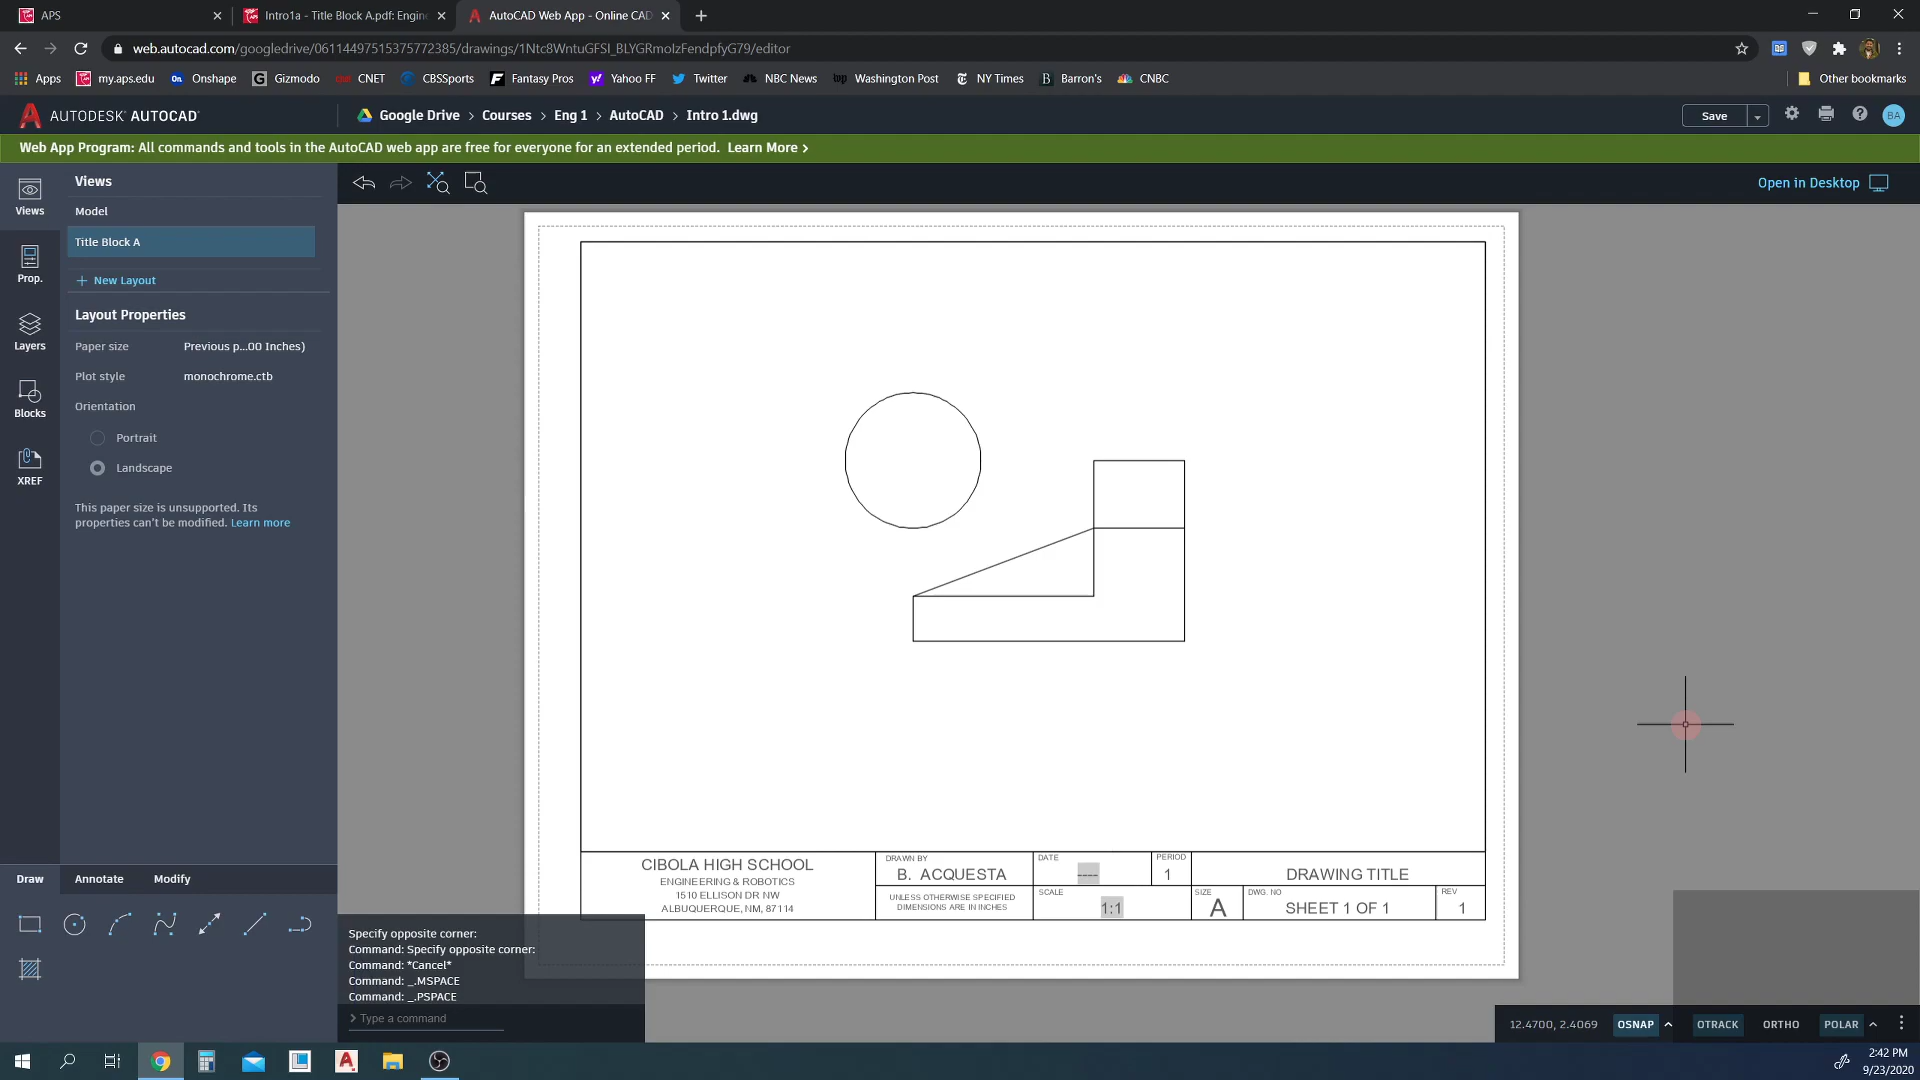 APS
Intro1a - Title Block A.pdf: Engin
AutoCAD Web App - Online CAD
web.autocad.com/googledrive/06114497515375772385/drawings/1Ntc8WntuGFSI_BLYGRmoIzFendpfyG79/editor
Apps
my.aps.edu
Onshape
Gizmodo
CNET
CBSSports
Fantasy Pros
Yahoo FF
Twitter
NBC News
Washington Post
NY Times
Barron's
CNBC
Other bookmarks
AUTODESK® AUTOCAD®
Google Drive > Courses > Eng 1 > AutoCAD > Intro 1.dwg
Save
BA
Web App Program: All commands and tools in the AutoCAD web app are free for everyone for an extended period. Learn More >
Views
Prop.
Layers
Blocks
XREF
Views
Model
Title Block A
+ New Layout
Layout Properties
Paper size Previous p...00 Inches)
Plot style monochrome.ctb
Orientation
Portrait
Landscape
This paper size is unsupported. Its
properties can't be modified. Learn more
Open in Desktop
CIBOLA HIGH SCHOOL
ENGINEERING & ROBOTICS
1510 ELLISON DR NW
ALBUQUERQUE, NM, 87114
DRAWN BY
B. ACQUESTA
UNLESS OTHERWISE SPECIFIED
DIMENSIONS ARE IN INCHES
DATE
----
PERIOD
1
SCALE
1:1
DRAWING TITLE
SIZE
A
DWG. NO
SHEET 1 OF 1
REV
1
Draw
Annotate
Modify
Specify opposite corner:
Command: Specify opposite corner:
Command: *Cancel*
Command: _.MSPACE
Command: _.PSPACE
> Type a command
12.4700, 2.4069
OSNAP
OTRACK
ORTHO
POLAR
2:42 PM
9/23/2020